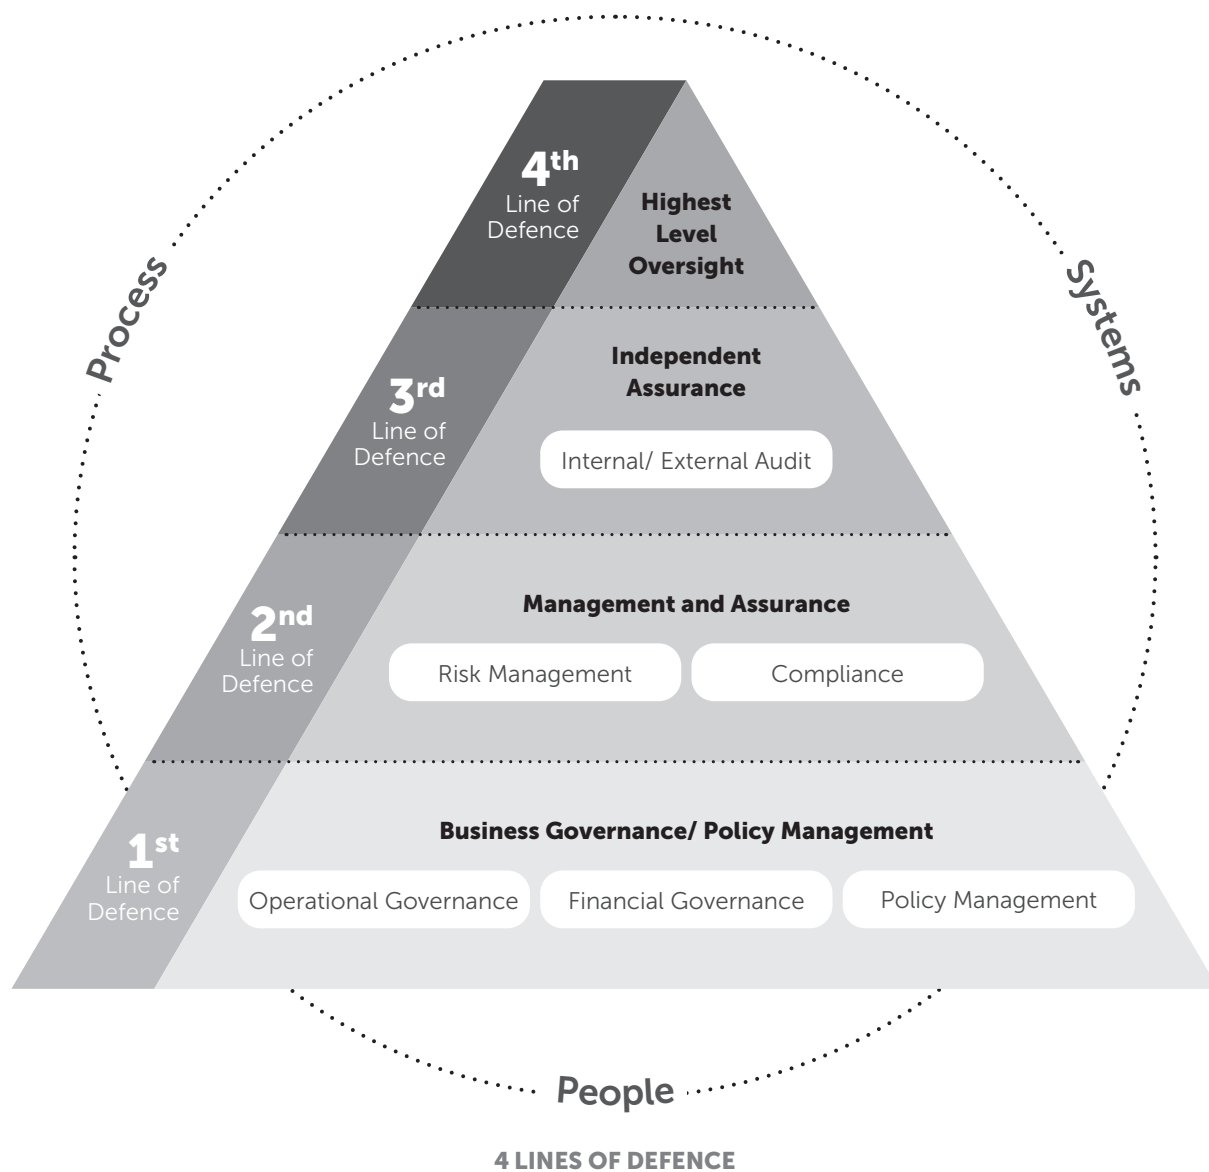 4th
Line of
Defence
Highest
Level
Oversight
Process
Systems
3rd
Line of
Defence
Independent
Assurance
Internal/ External Audit
2nd
Line of
Defence
Management and Assurance
Risk Management
Compliance
1st
Line of
Defence
Business Governance/ Policy Management
Operational Governance
Financial Governance
Policy Management
People
4 LINES OF DEFENCE